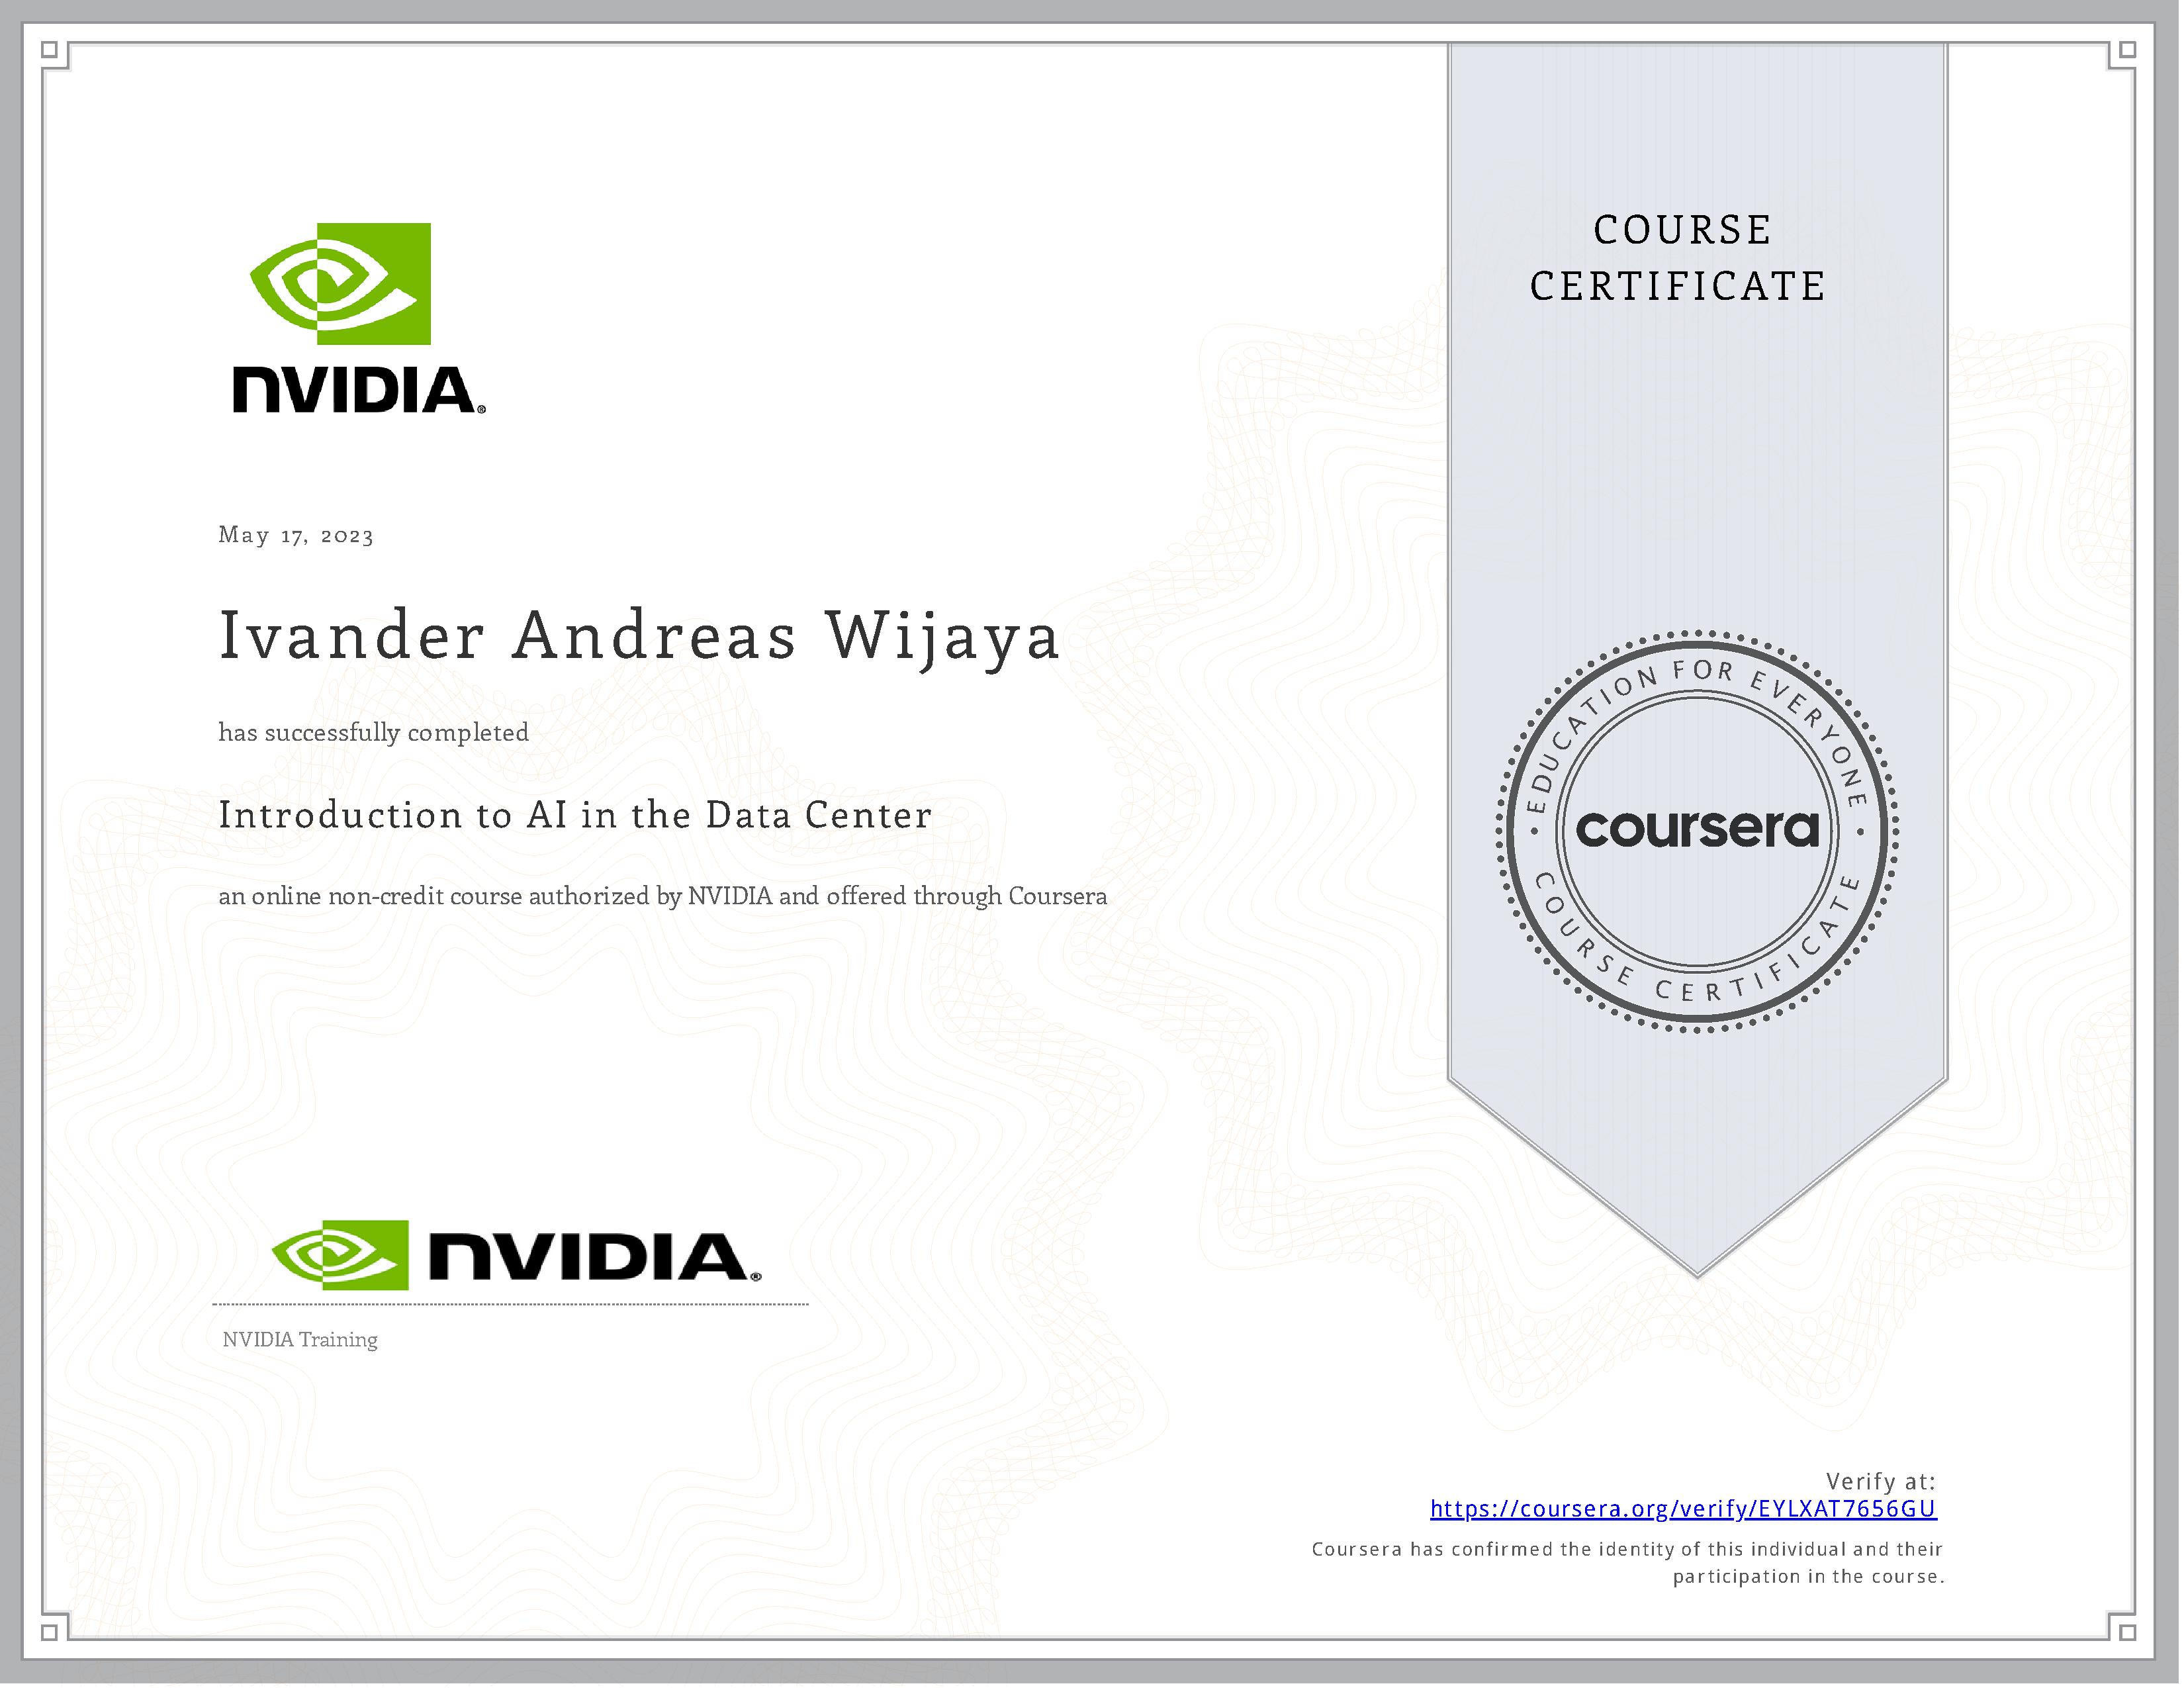 NVIDIA®
May 17, 2023
Ivander Andreas Wijaya
has successfully completed
Introduction to AI in the Data Center
an online non-credit course authorized by NVIDIA and offered through Coursera
NVIDIA®
NVIDIA Training
COURSE
CERTIFICATE
• EDUCATION FOR EVERYONE •
coursera
COURSE CERTIFICATE
Verify at:
https://coursera.org/verify/EYLXAT7656GU
Coursera has confirmed the identity of this individual and their
participation in the course.